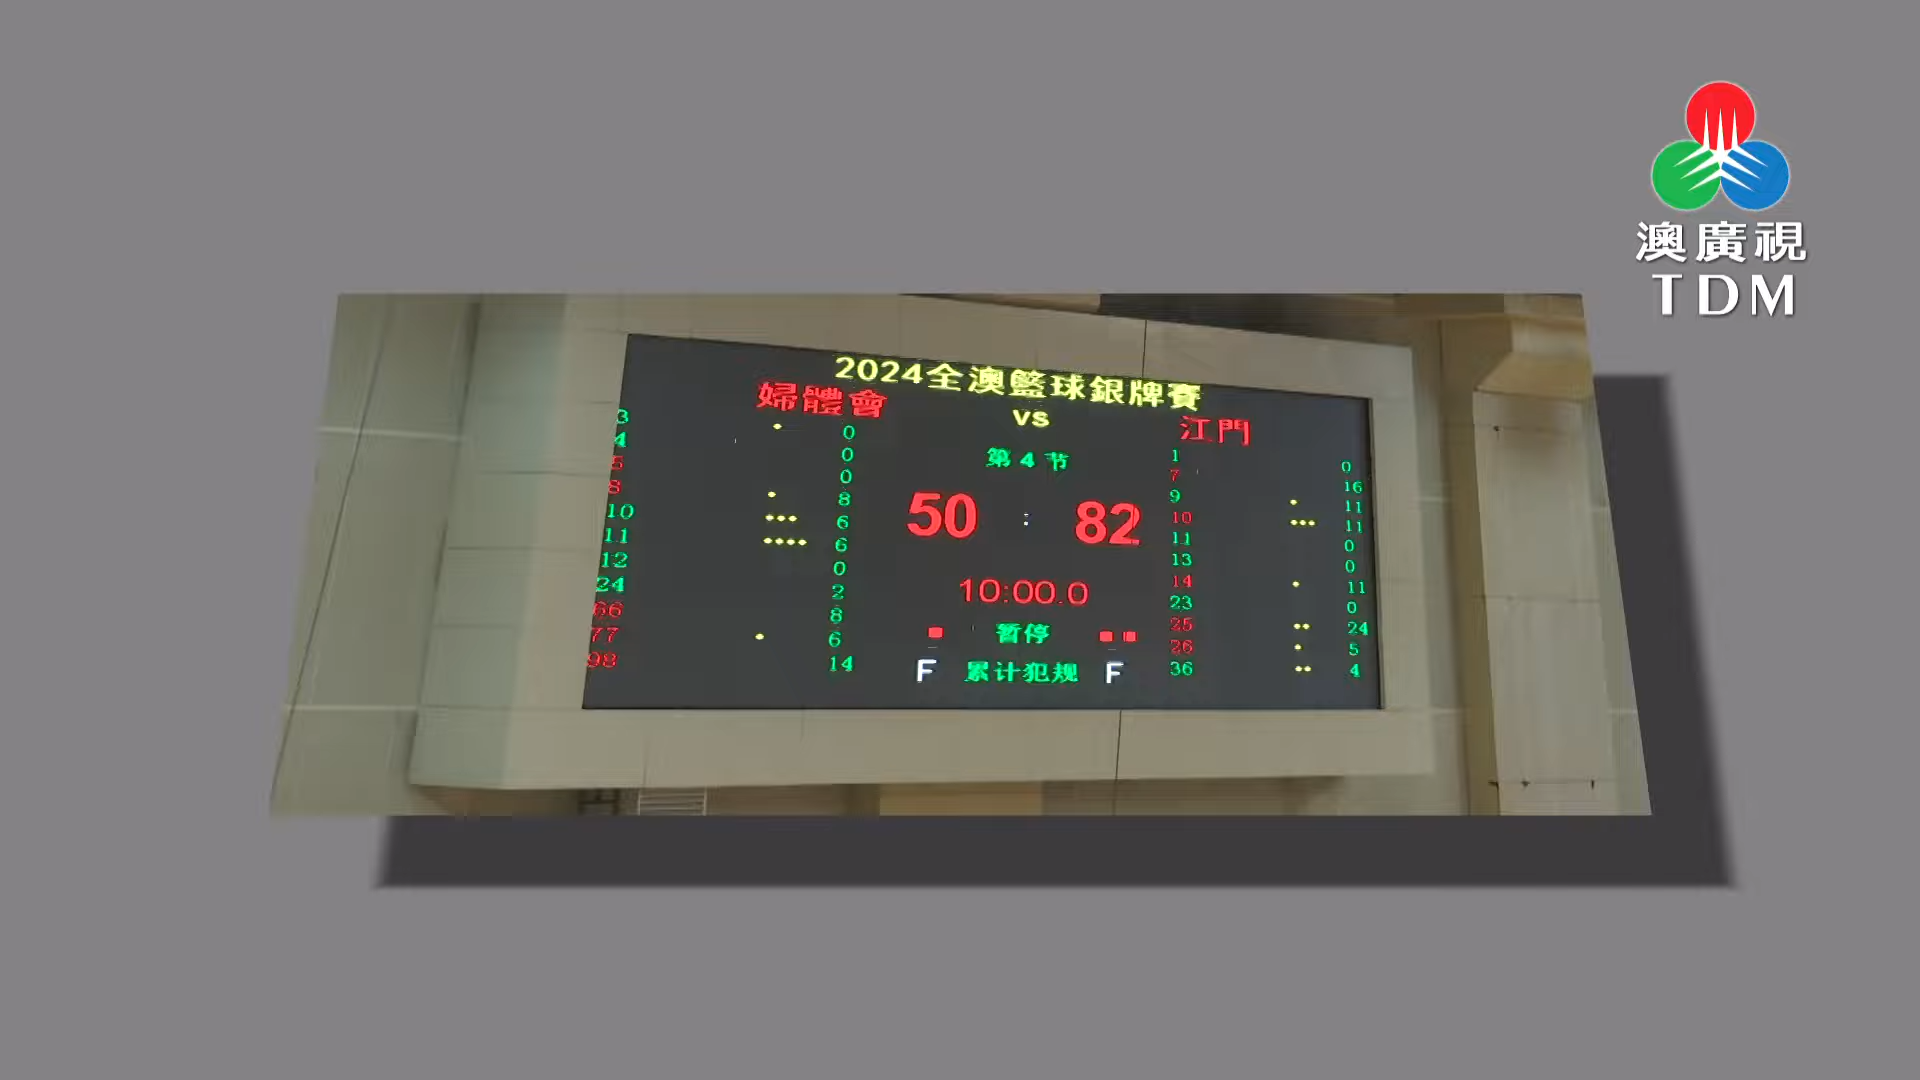 澳廣視
TDM
2024全澳籃球銀牌賽
婦體會 vs 江門
第 4 节
50 : 82
10:00.0
暂停
F 累计犯规 F
3 0
4 0
5 0
8 8
10 6
11 6
12 0
24 2
66 8
77 6
98 14
1 0
7 16
9 11
10 11
11 0
13 0
14 11
23 0
25 24
26 5
36 4